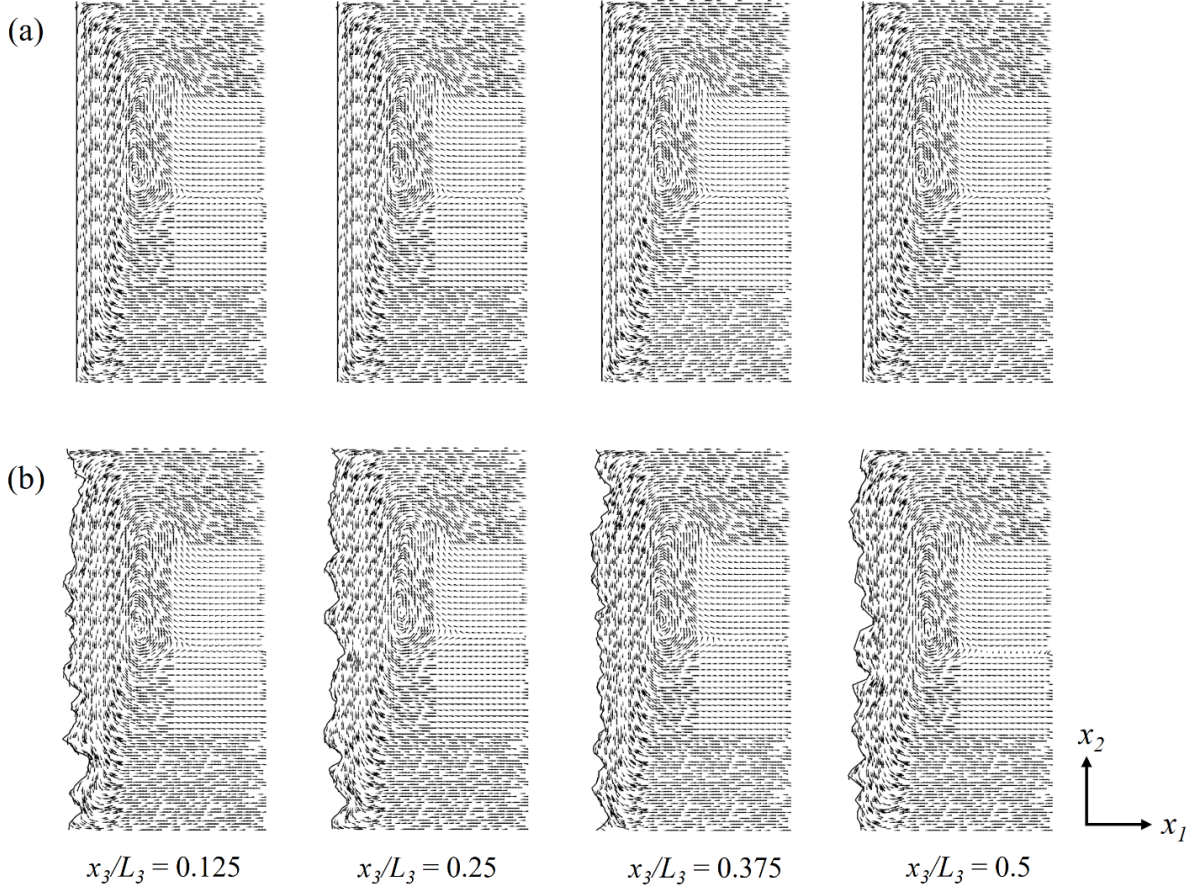 (a)
(b)
x₂
x₁
x₃/L₃ = 0.125
x₃/L₃ = 0.25
x₃/L₃ = 0.375
x₃/L₃ = 0.5